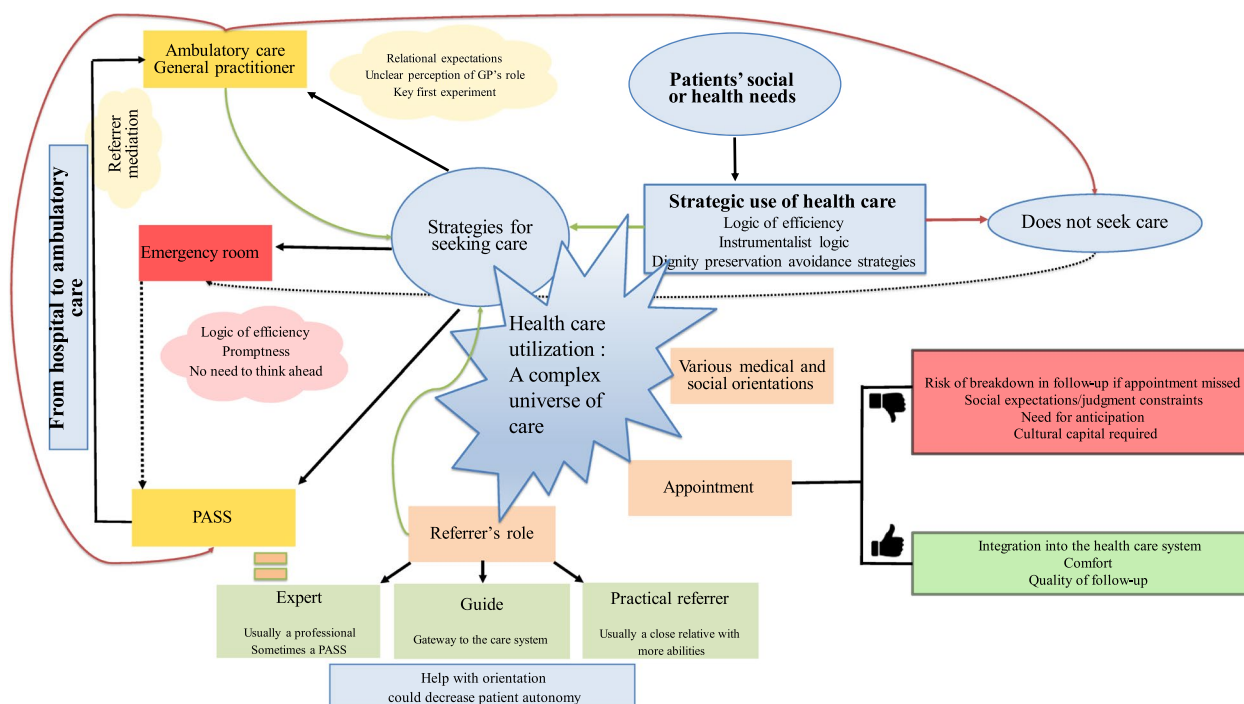 Ambulatory care
General practitioner
Relational expectations
Unclear perception of GP's role
Key first experiment
Patients' social
or health needs
Referrer
mediation
From hospital to ambulatory
care
Strategies for
seeking care
Strategic use of health care
Logic of efficiency
Instrumentalist logic
Dignity preservation avoidance strategies
Does not seek care
Emergency room
Logic of efficiency
Promptness
No need to think ahead
Health care
utilization :
A complex
universe of
care
Various medical and
social orientations
Risk of breakdown in follow-up if appointment missed
Social expectations/judgment constraints
Need for anticipation
Cultural capital required
Appointment
PASS
Referrer's role
Integration into the health care system
Comfort
Quality of follow-up
Expert
Usually a professional
Sometimes a PASS
Guide
Gateway to the care system
Practical referrer
Usually a close relative with
more abilities
Help with orientation
could decrease patient autonomy